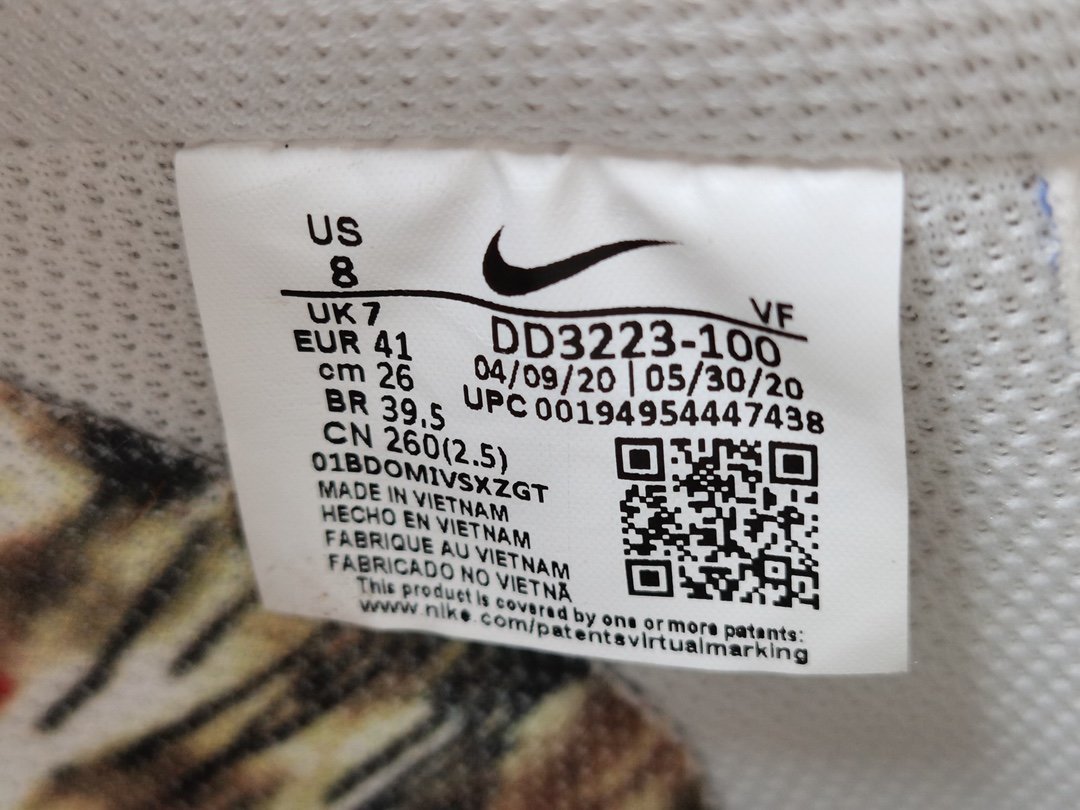 US
8
VF
UK 7
EUR 41
cm 26
BR 39.5
CN 260(2.5)
DD3223-100
04/09/20 | 05/30/20
UPC 00194954447438
01BDOMIVSXZGT
MADE IN VIETNAM
HECHO EN VIETNAM
FABRIQUE AU VIETNAM
FABRICADO NO VIETNÃ
This product is covered by one or more patents:
www.nike.com/patentsvirtualmarking